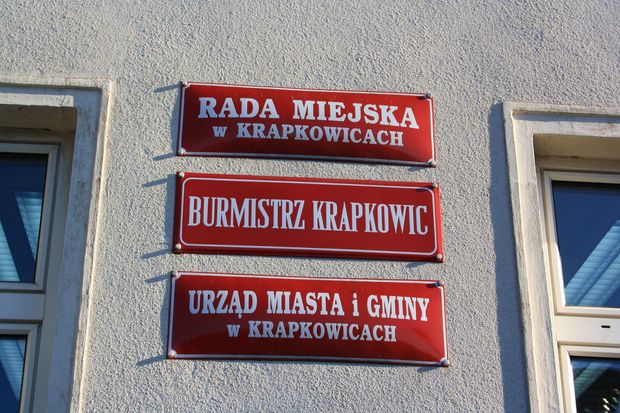 RADA MIEJSKA
w KRAPKOWICACH
BURMISTRZ KRAPKOWIC
URZĄD MIASTA i GMINY
w KRAPKOWICACH